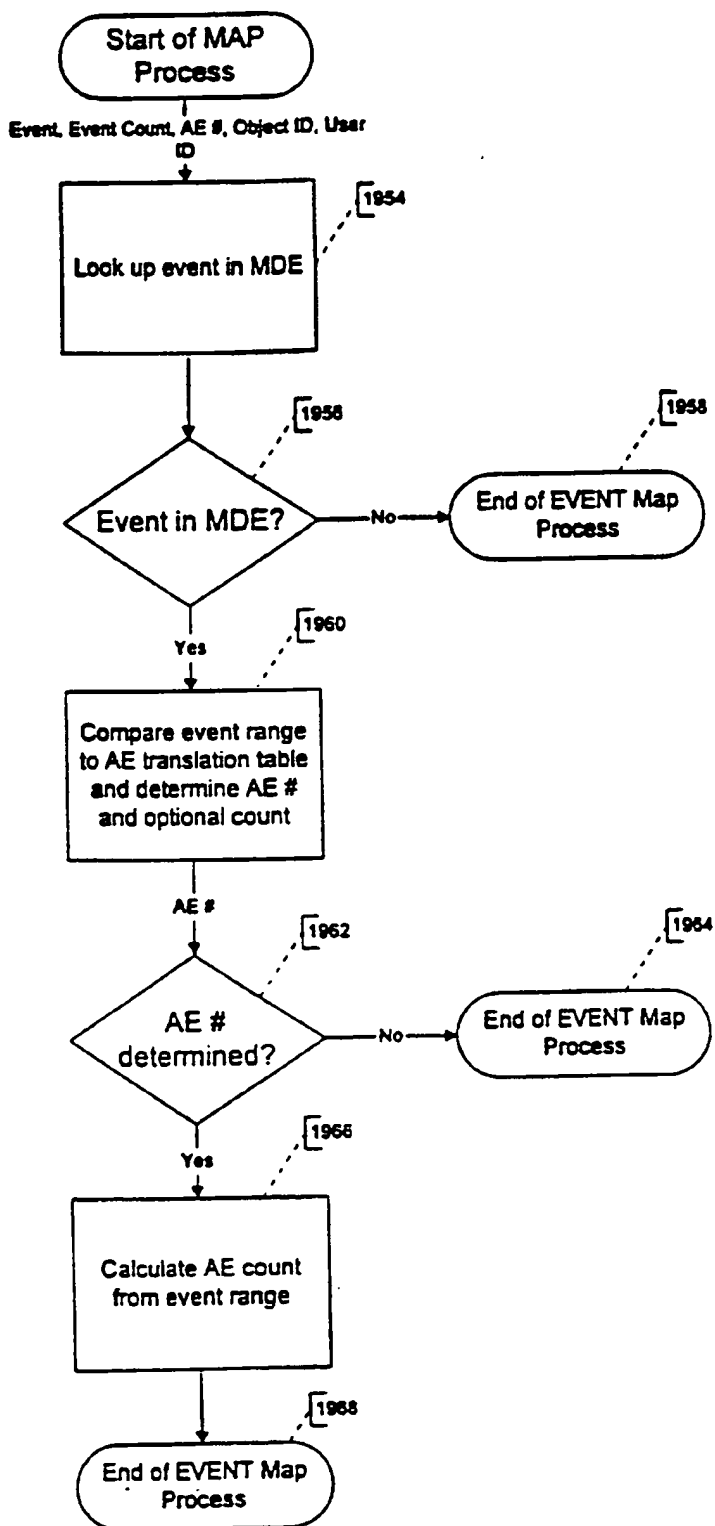 Start of MAP
Process
Event, Event Count, AE #, Object ID, User
ID
1954
Look up event in MDE
1956
1958
Event in MDE?
No
End of EVENT Map
Process
1960
Yes
Compare event range
to AE translation table
and determine AE #
and optional count
AE #
1962
1964
AE #
determined?
No
End of EVENT Map
Process
1966
Yes
Calculate AE count
from event range
1968
End of EVENT Map
Process